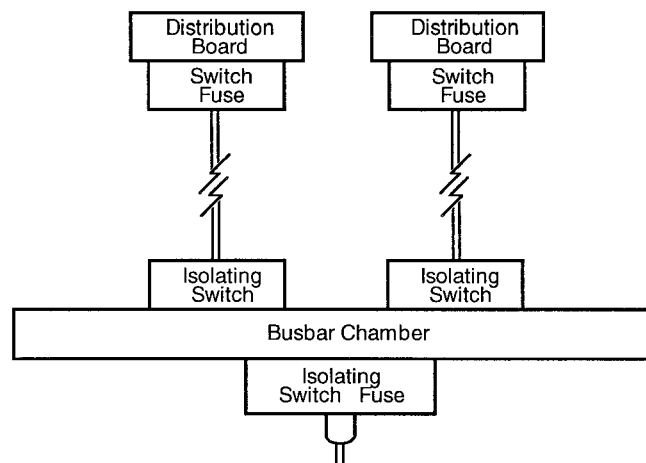 Distribution
Board
Distribution
Board
Switch
Fuse
Switch
Fuse
Isolating
Switch
Isolating
Switch
Busbar Chamber
Isolating
Switch Fuse